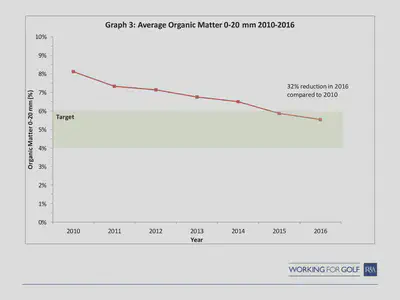 Graph 3: Average Organic Matter 0-20 mm 2010-2016
10%
9%
8%
7%
6%
5%
4%
3%
2%
1%
0%
Organic Matter 0-20 mm [%]
32% reduction in 2016
compared to 2010
Target
2010 2011 2012 2013 2014 2015 2016
Year
WORKING FOR GOLF R&A